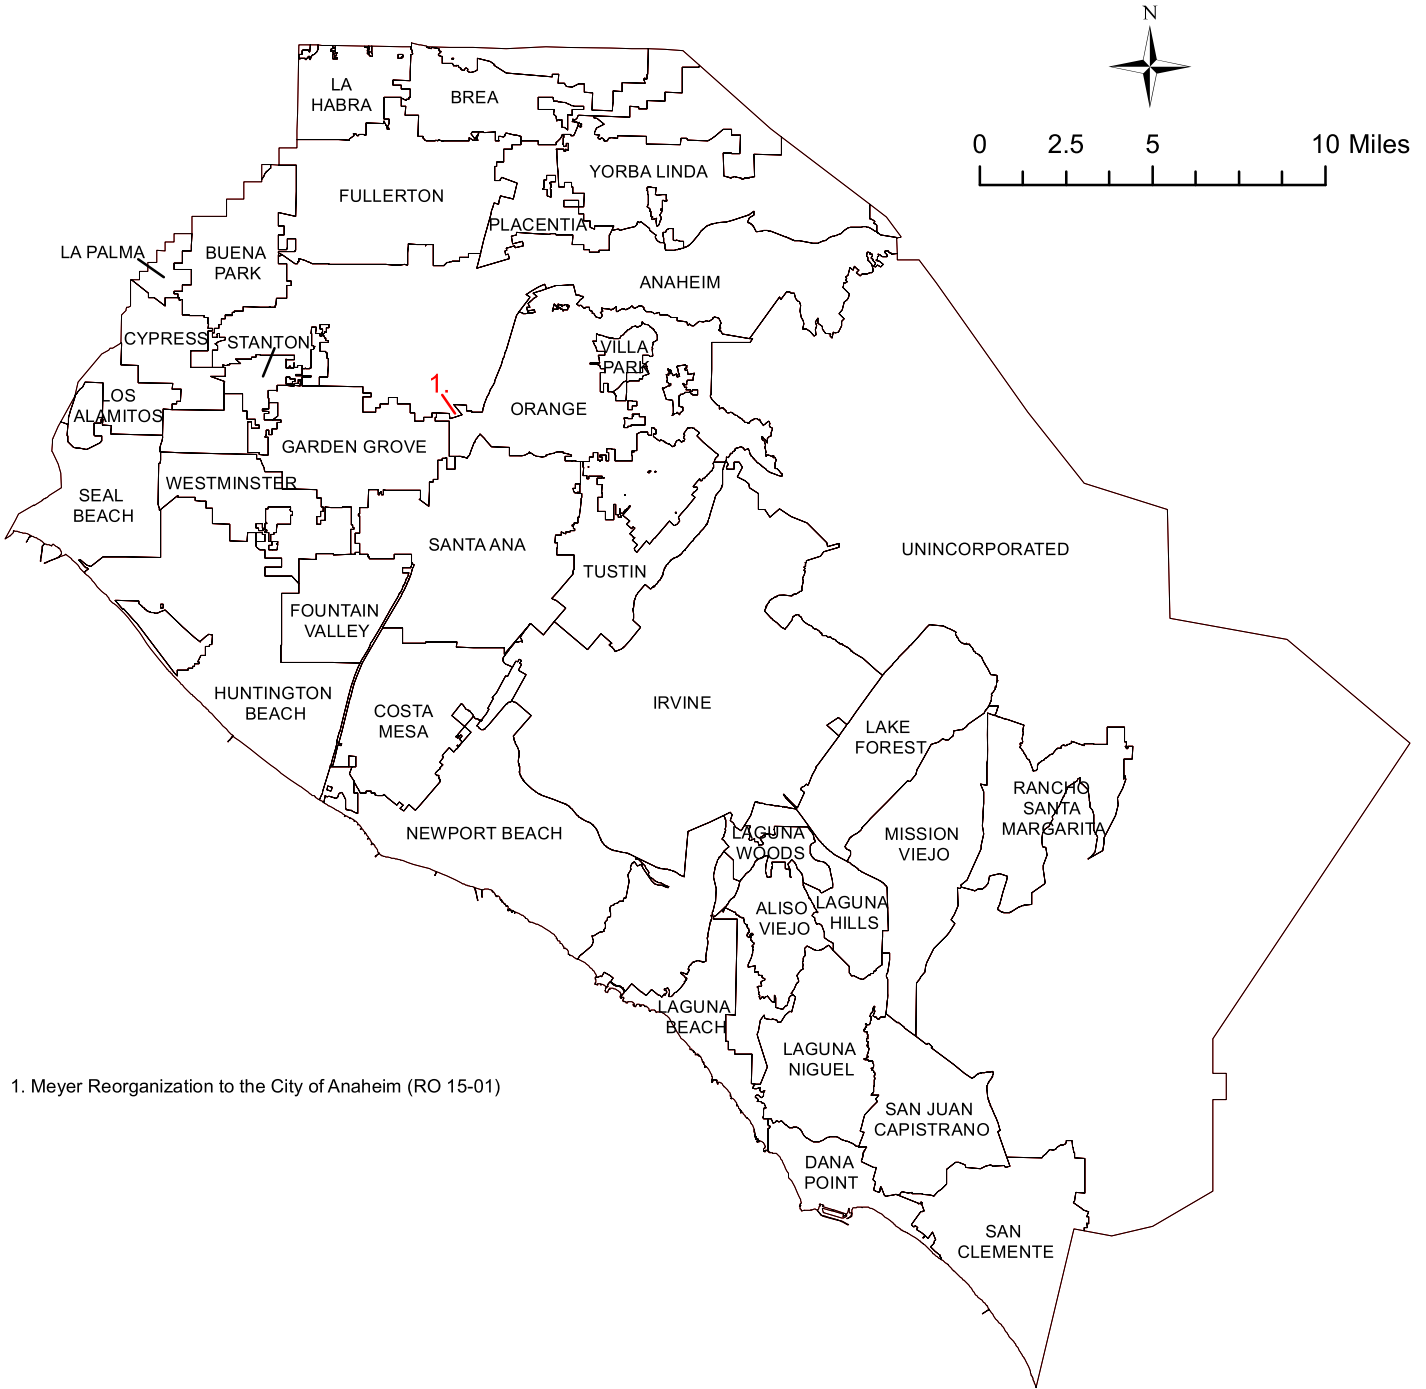 N
0 2.5 5 10 Miles
LA
HABRA
BREA
YORBA LINDA
FULLERTON
PLACENTIA
LA PALMA
BUENA
PARK
ANAHEIM
CYPRESS
STANTON
VILLA
PARK
1.
LOS
ALAMITOS
ORANGE
GARDEN GROVE
WESTMINSTER
SEAL
BEACH
SANTA ANA
TUSTIN
UNINCORPORATED
FOUNTAIN
VALLEY
HUNTINGTON
BEACH
COSTA
MESA
IRVINE
LAKE
FOREST
RANCHO
SANTA
MARGARITA
NEWPORT BEACH
LAGUNA
WOODS
MISSION
VIEJO
ALISO
VIEJO
LAGUNA
HILLS
LAGUNA
BEACH
LAGUNA
NIGUEL
1. Meyer Reorganization to the City of Anaheim (RO 15-01)
SAN JUAN
CAPISTRANO
DANA
POINT
SAN
CLEMENTE